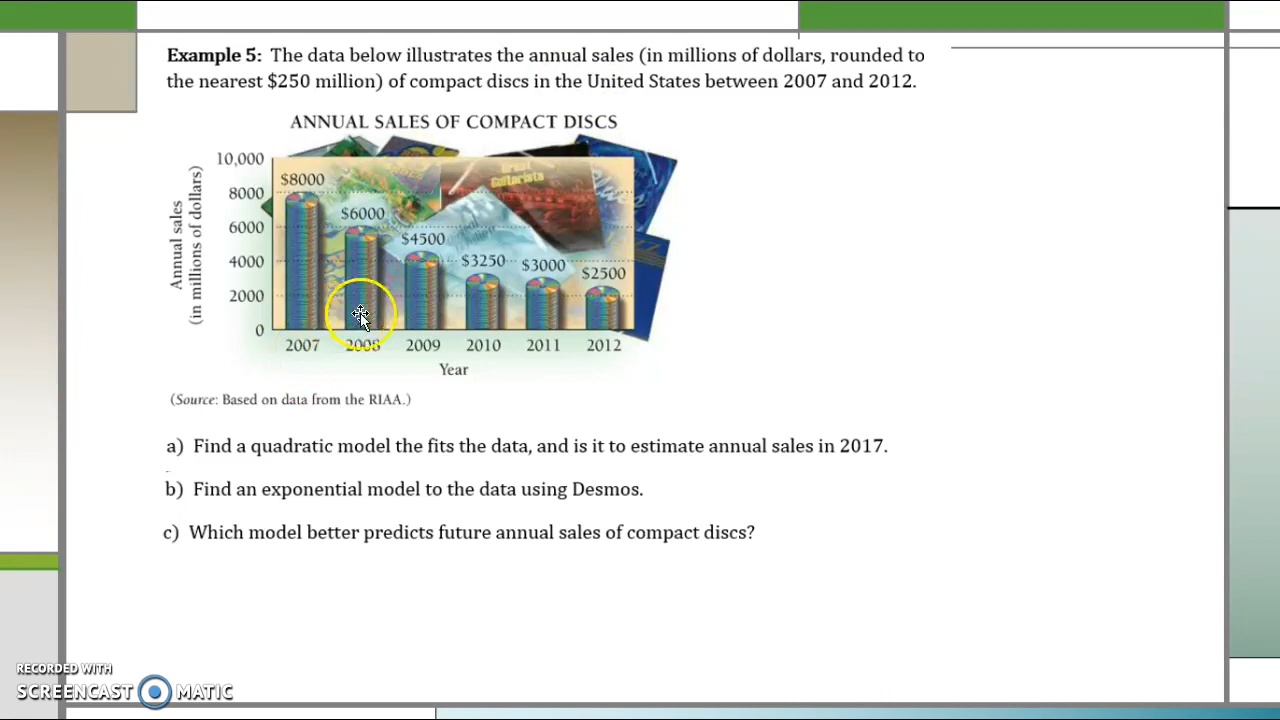 Example 5: The data below illustrates the annual sales (in millions of dollars, rounded to
the nearest $250 million) of compact discs in the United States between 2007 and 2012.
ANNUAL SALES OF COMPACT DISCS
Annual sales
(in millions of dollars)
10,000
8000
6000
4000
2000
0
$8000
$6000
$4500
$3250
$3000
$2500
Great
Guitarists
2007 2008 2009 2010 2011 2012
Year
(Source: Based on data from the RIAA.)
a) Find a quadratic model the fits the data, and is it to estimate annual sales in 2017.
b) Find an exponential model to the data using Desmos.
c) Which model better predicts future annual sales of compact discs?
RECORDED WITH
SCREENCAST MATIC